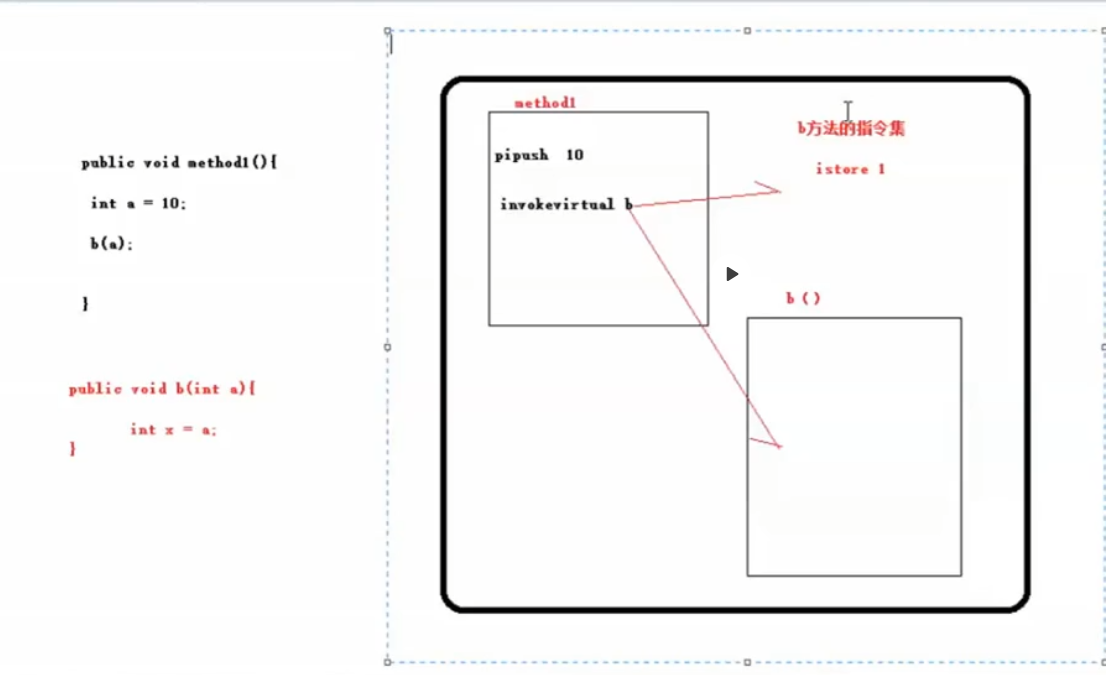 public void method1(){
int a = 10;
b(a);
}
public void b(int a){
int x = a;
}
method1
pipush 10
invokevirtual b
b方法的指令集
istore 1
b ()